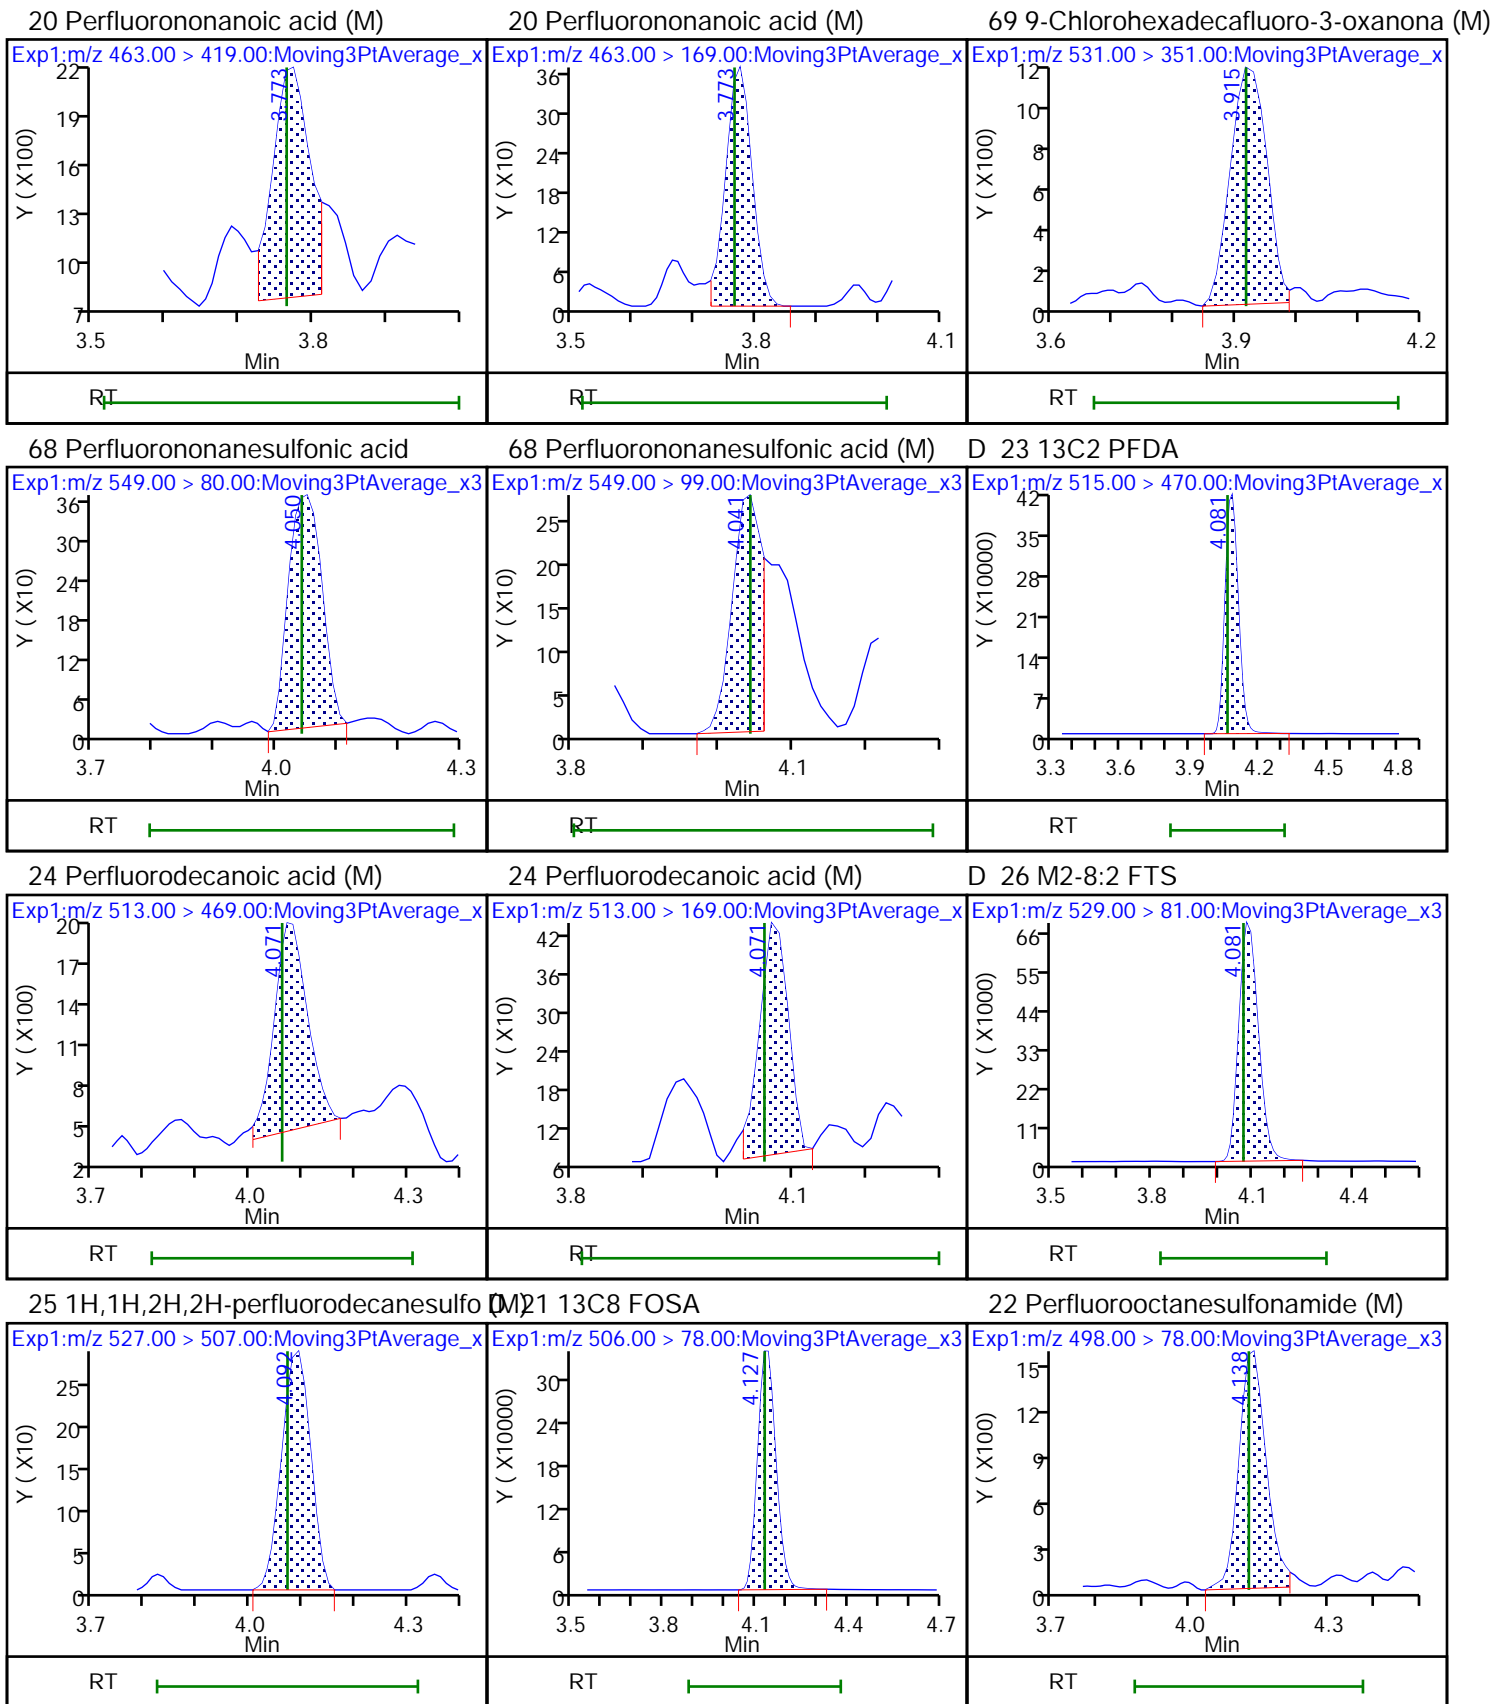 20 Perfluorononanoic acid (M)
Exp1:m/z 463.00 > 419.00:Moving3PtAverage_x
22
19
16
13
10
7
Y ( X100)
3.773
3.5
3.8
Min
RT
20 Perfluorononanoic acid (M)
Exp1:m/z 463.00 > 169.00:Moving3PtAverage_x
36
30
24
18
12
6
0
Y ( X10)
3.773
3.5
3.8
4.1
Min
RT
69 9-Chlorohexadecafluoro-3-oxanona (M)
Exp1:m/z 531.00 > 351.00:Moving3PtAverage_x
12
10
8
6
4
2
0
Y ( X100)
3.915
3.6
3.9
4.2
Min
RT
68 Perfluorononanesulfonic acid
Exp1:m/z 549.00 > 80.00:Moving3PtAverage_x3
36
30
24
18
12
6
0
Y ( X10)
4.050
3.7
4.0
4.3
Min
RT
68 Perfluorononanesulfonic acid (M)
Exp1:m/z 549.00 > 99.00:Moving3PtAverage_x3
25
20
15
10
5
0
Y ( X10)
4.041
3.8
4.1
Min
RT
D 23 13C2 PFDA
Exp1:m/z 515.00 > 470.00:Moving3PtAverage_x
42
35
28
21
14
7
0
Y ( X10000)
4.081
3.3
3.6
3.9
4.2
4.5
4.8
Min
RT
24 Perfluorodecanoic acid (M)
Exp1:m/z 513.00 > 469.00:Moving3PtAverage_x
20
17
14
11
8
5
2
Y ( X100)
4.071
3.7
4.0
4.3
Min
RT
24 Perfluorodecanoic acid (M)
Exp1:m/z 513.00 > 169.00:Moving3PtAverage_x
42
36
30
24
18
12
6
Y ( X10)
4.071
3.8
4.1
Min
RT
D 26 M2-8:2 FTS
Exp1:m/z 529.00 > 81.00:Moving3PtAverage_x3
66
55
44
33
22
11
0
Y ( X1000)
4.081
3.5
3.8
4.1
4.4
Min
RT
25 1H,1H,2H,2H-perfluorodecanesulfo (M)
Exp1:m/z 527.00 > 507.00:Moving3PtAverage_x
25
20
15
10
5
0
Y ( X10)
4.092
3.7
4.0
4.3
Min
RT
D 21 13C8 FOSA
Exp1:m/z 506.00 > 78.00:Moving3PtAverage_x3
30
24
18
12
6
0
Y ( X10000)
4.127
3.5
3.8
4.1
4.4
4.7
Min
RT
22 Perfluorooctanesulfonamide (M)
Exp1:m/z 498.00 > 78.00:Moving3PtAverage_x3
15
12
9
6
3
0
Y ( X100)
4.138
3.7
4.0
4.3
Min
RT